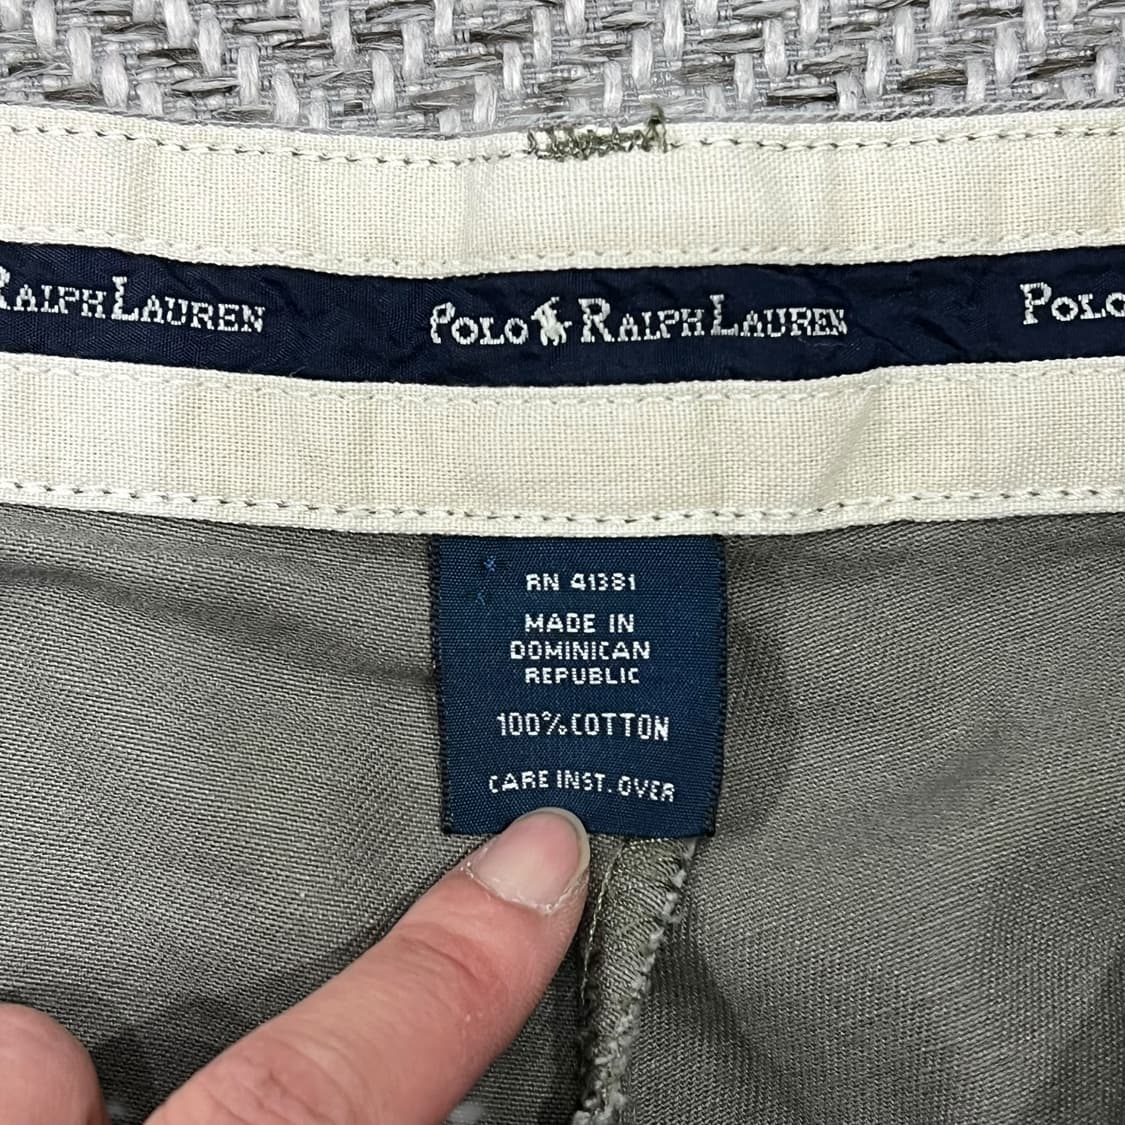 RALPH LAUREN POLO RALPH LAUREN POLO
RN 41381
MADE IN
DOMINICAN
REPUBLIC
100% COTTON
CARE INST. OVER